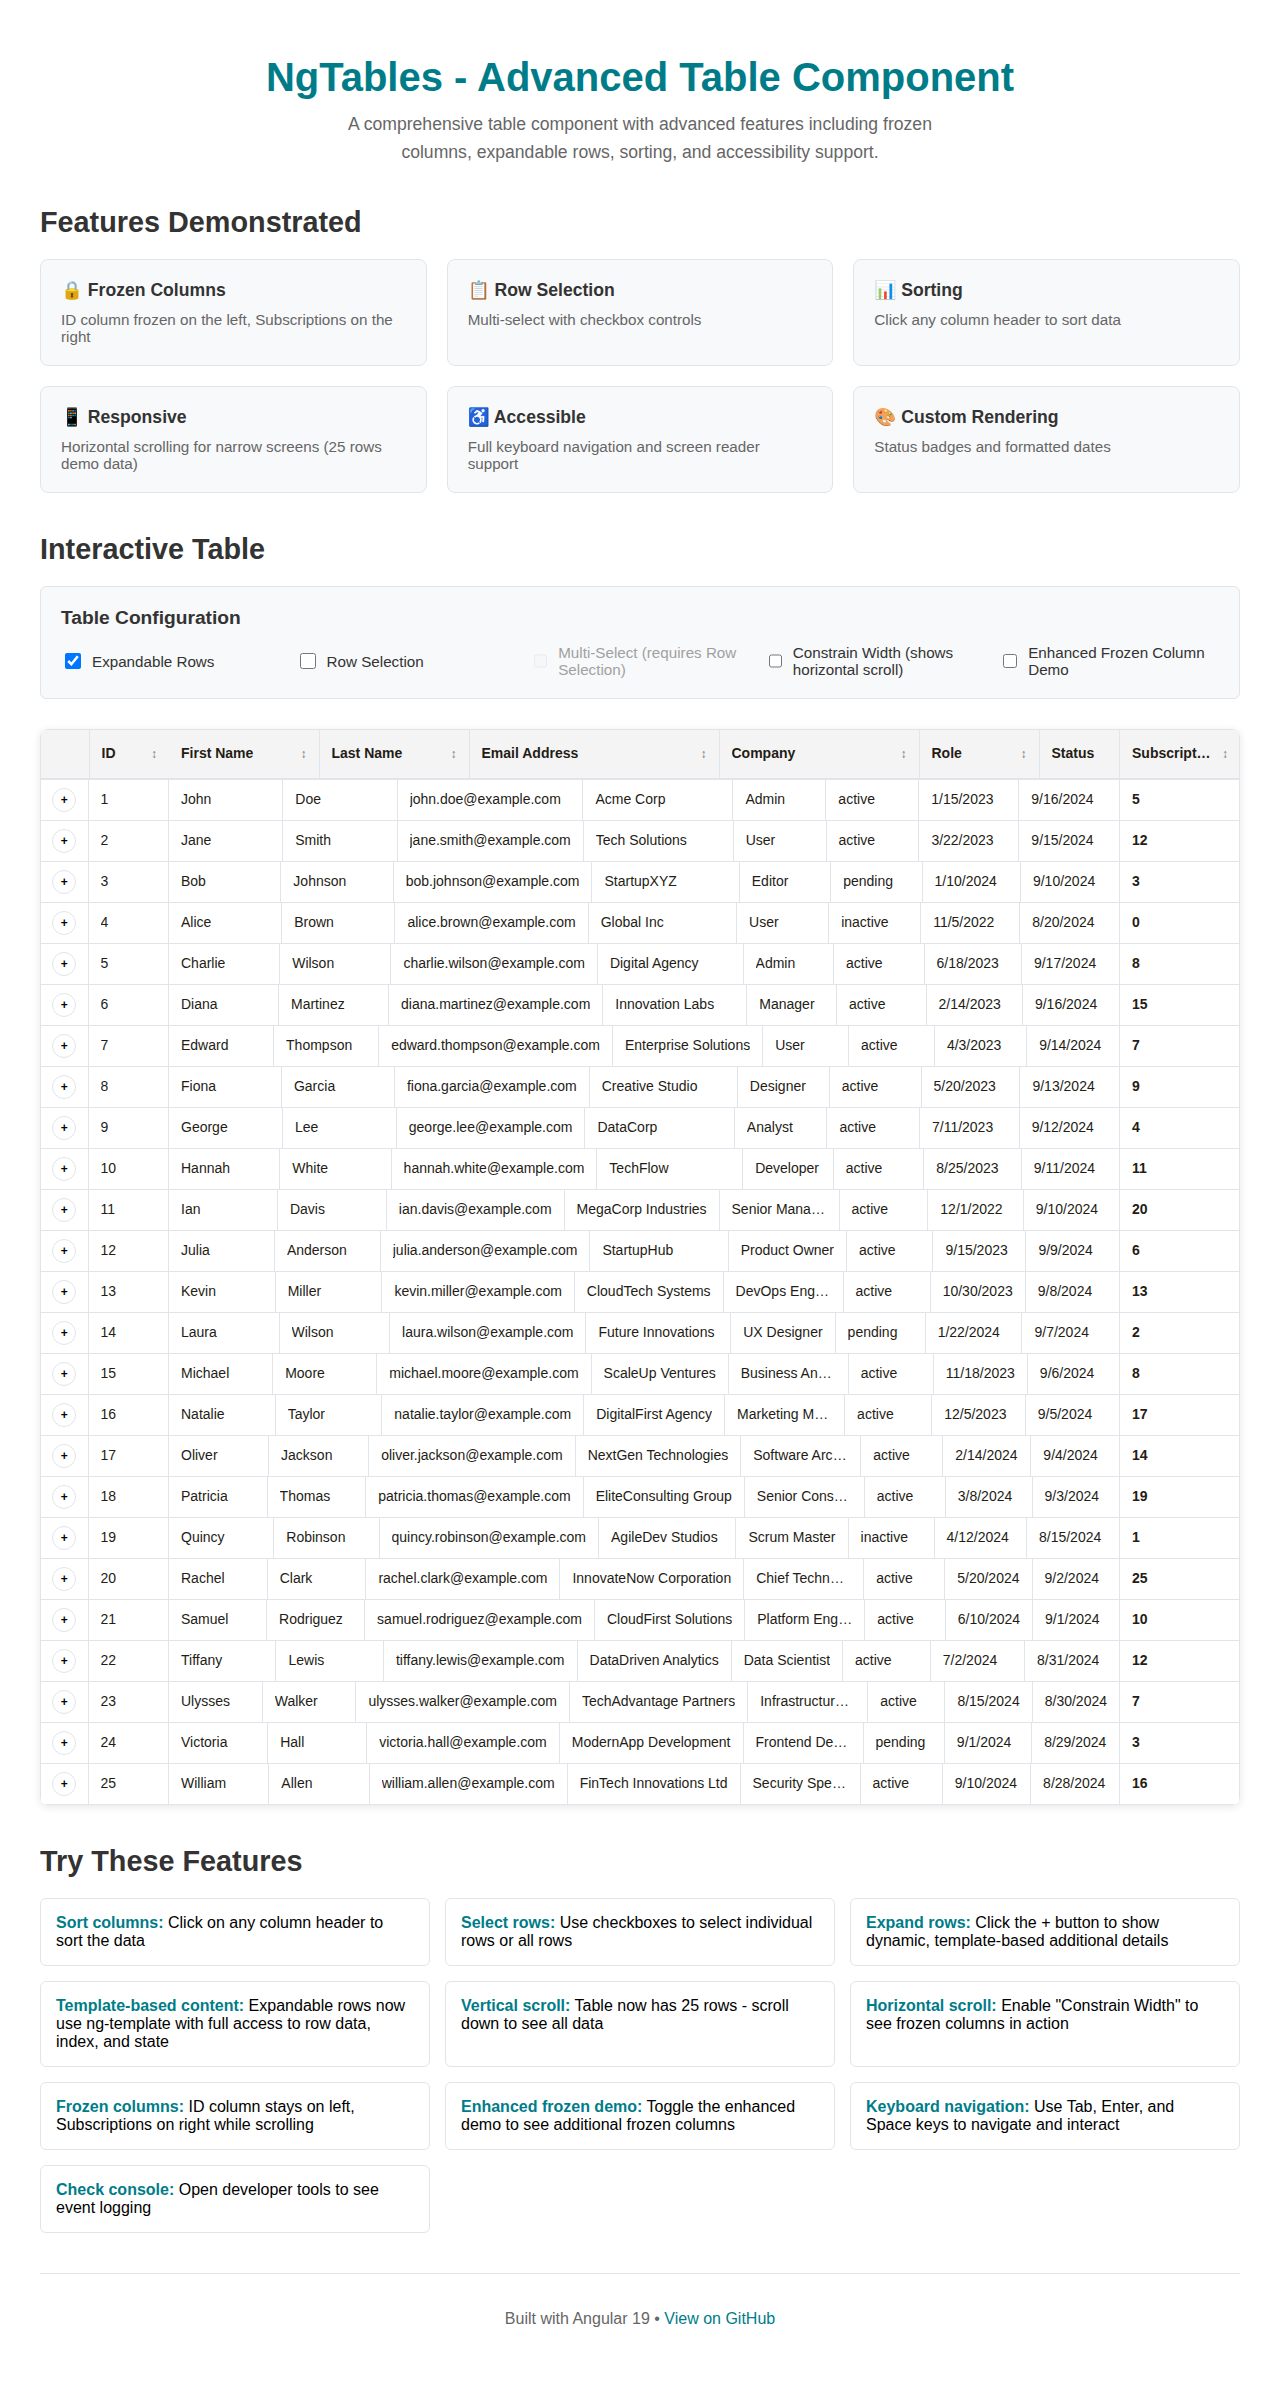 NgTables - Advanced Table Component
A comprehensive table component with advanced features including frozen
columns, expandable rows, sorting, and accessibility support.
Features Demonstrated
🔒 Frozen Columns
ID column frozen on the left, Subscriptions on the
right
📋 Row Selection
Multi-select with checkbox controls
📊 Sorting
Click any column header to sort data
📱 Responsive
Horizontal scrolling for narrow screens (25 rows
demo data)
♿ Accessible
Full keyboard navigation and screen reader
support
🎨 Custom Rendering
Status badges and formatted dates
Interactive Table
Table Configuration
Expandable Rows
Row Selection
Multi-Select (requires Row
Selection)
Constrain Width (shows
horizontal scroll)
Enhanced Frozen Column
Demo
ID ↕ First Name ↕ Last Name ↕ Email Address ↕ Company ↕ Role ↕ Status Subscript... ↕
+ 1 John Doe john.doe@example.com Acme Corp Admin active 1/15/2023 9/16/2024 5
+ 2 Jane Smith jane.smith@example.com Tech Solutions User active 3/22/2023 9/15/2024 12
+ 3 Bob Johnson bob.johnson@example.com StartupXYZ Editor pending 1/10/2024 9/10/2024 3
+ 4 Alice Brown alice.brown@example.com Global Inc User inactive 11/5/2022 8/20/2024 0
+ 5 Charlie Wilson charlie.wilson@example.com Digital Agency Admin active 6/18/2023 9/17/2024 8
+ 6 Diana Martinez diana.martinez@example.com Innovation Labs Manager active 2/14/2023 9/16/2024 15
+ 7 Edward Thompson edward.thompson@example.com Enterprise Solutions User active 4/3/2023 9/14/2024 7
+ 8 Fiona Garcia fiona.garcia@example.com Creative Studio Designer active 5/20/2023 9/13/2024 9
+ 9 George Lee george.lee@example.com DataCorp Analyst active 7/11/2023 9/12/2024 4
+ 10 Hannah White hannah.white@example.com TechFlow Developer active 8/25/2023 9/11/2024 11
+ 11 Ian Davis ian.davis@example.com MegaCorp Industries Senior Mana... active 12/1/2022 9/10/2024 20
+ 12 Julia Anderson julia.anderson@example.com StartupHub Product Owner active 9/15/2023 9/9/2024 6
+ 13 Kevin Miller kevin.miller@example.com CloudTech Systems DevOps Eng... active 10/30/2023 9/8/2024 13
+ 14 Laura Wilson laura.wilson@example.com Future Innovations UX Designer pending 1/22/2024 9/7/2024 2
+ 15 Michael Moore michael.moore@example.com ScaleUp Ventures Business An... active 11/18/2023 9/6/2024 8
+ 16 Natalie Taylor natalie.taylor@example.com DigitalFirst Agency Marketing M... active 12/5/2023 9/5/2024 17
+ 17 Oliver Jackson oliver.jackson@example.com NextGen Technologies Software Arc... active 2/14/2024 9/4/2024 14
+ 18 Patricia Thomas patricia.thomas@example.com EliteConsulting Group Senior Cons... active 3/8/2024 9/3/2024 19
+ 19 Quincy Robinson quincy.robinson@example.com AgileDev Studios Scrum Master inactive 4/12/2024 8/15/2024 1
+ 20 Rachel Clark rachel.clark@example.com InnovateNow Corporation Chief Techn... active 5/20/2024 9/2/2024 25
+ 21 Samuel Rodriguez samuel.rodriguez@example.com CloudFirst Solutions Platform Eng... active 6/10/2024 9/1/2024 10
+ 22 Tiffany Lewis tiffany.lewis@example.com DataDriven Analytics Data Scientist active 7/2/2024 8/31/2024 12
+ 23 Ulysses Walker ulysses.walker@example.com TechAdvantage Partners Infrastructur... active 8/15/2024 8/30/2024 7
+ 24 Victoria Hall victoria.hall@example.com ModernApp Development Frontend De... pending 9/1/2024 8/29/2024 3
+ 25 William Allen william.allen@example.com FinTech Innovations Ltd Security Spe... active 9/10/2024 8/28/2024 16
Try These Features
Sort columns: Click on any column header to
sort the data
Select rows: Use checkboxes to select individual
rows or all rows
Expand rows: Click the + button to show
dynamic, template-based additional details
Template-based content: Expandable rows now
use ng-template with full access to row data,
index, and state
Vertical scroll: Table now has 25 rows - scroll
down to see all data
Horizontal scroll: Enable "Constrain Width" to
see frozen columns in action
Frozen columns: ID column stays on left,
Subscriptions on right while scrolling
Enhanced frozen demo: Toggle the enhanced
demo to see additional frozen columns
Keyboard navigation: Use Tab, Enter, and
Space keys to navigate and interact
Check console: Open developer tools to see
event logging
Built with Angular 19 • View on GitHub